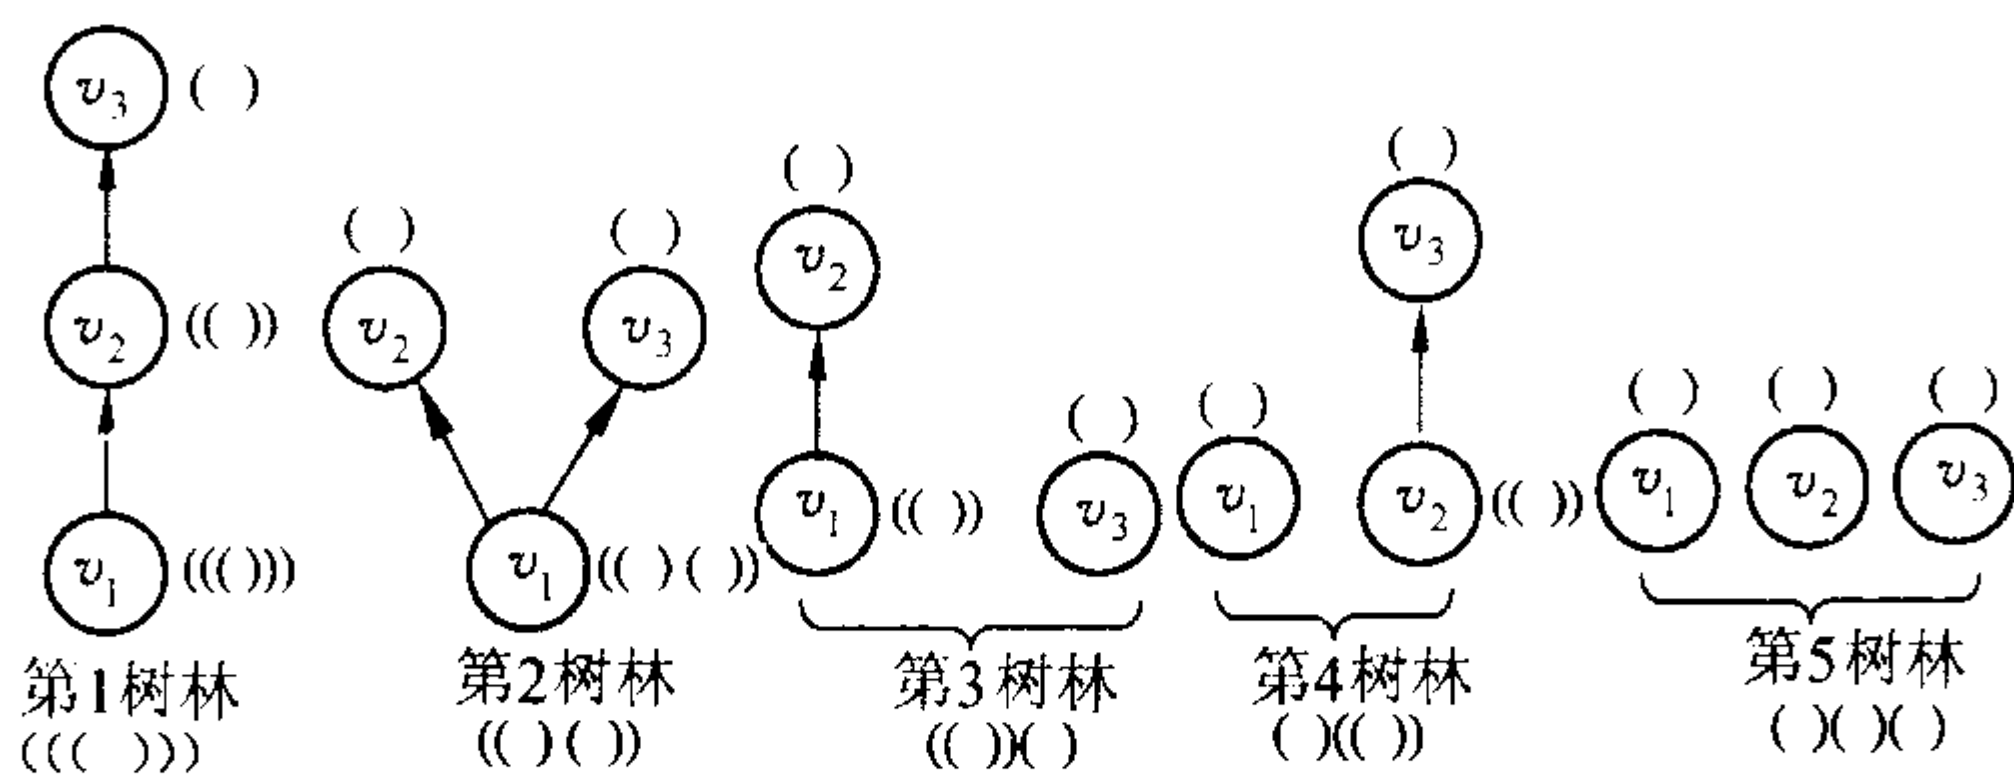 v₃ ( )
v₂ (( ))
v₁ ((( )))
第1树林
((( )))
( ) ( )
v₂ v₃
v₁ (( ) ( ))
第2树林
(( ) ( ))
( )
v₂
( )
v₁ (( )) v₃
第3树林
(( ))( )
( )
v₃
( )
v₁ v₂ (( ))
第4树林
( )(( ))
( ) ( ) ( )
v₁ v₂ v₃
第5树林
( )( )( )